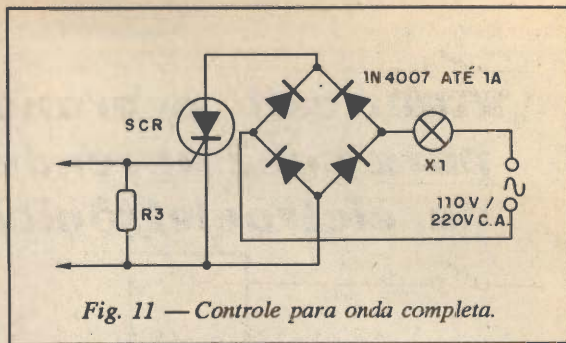 1N4007 ATÉ 1A
SCR
X1
R3
110V /
220V C.A.
Fig. 11 — Controle para onda completa.